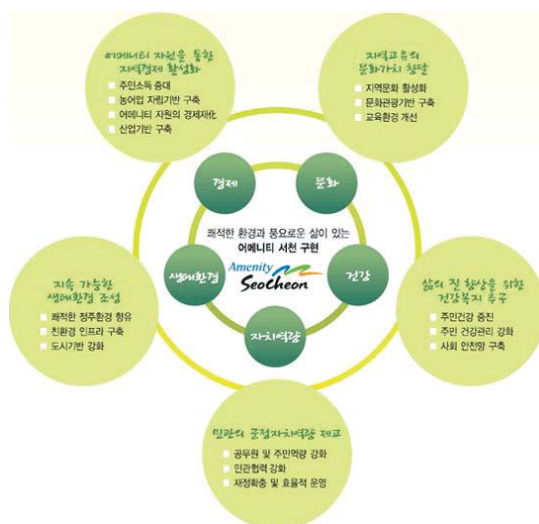 어메니티 자원을 통한
지역경제 활성화
주민소득 증대
농어업 자립기반 구축
어메니티 자원의 경제재化
산업기반 구축
지역고유의
문화가치 창달
지역문화 활성화
문화관광기반 구축
교육환경 개선
경제
문화
쾌적한 환경과 풍요로운 삶이 있는
어메니티 서천 구현
Amenity
SeoCheon
생태환경
건강
자치역량
지속 가능한
생태환경 조성
쾌적한 정주환경 향유
친환경 인프라 구축
도시기반 강화
삶의 질 향상을 위한
건강복지 추구
주민건강 증진
주민 건강관리 강화
사회 안전망 구축
민관의 군정자치역량 제고
공무원 및 주민역량 강화
민관협력 강화
재정확충 및 효율적 운영